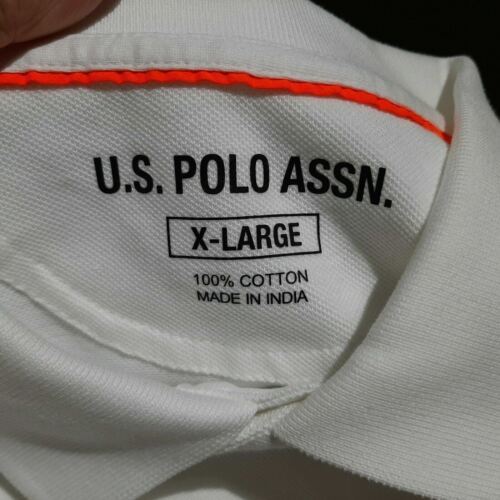 U.S. POLO ASSN.
X-LARGE
100% COTTON
MADE IN INDIA